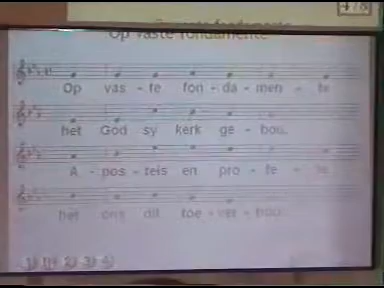 478
Op vaste fondamente
Op vas - te fon - da - men - te
het God sy kerk ge - bou.
A - pos - tels en pro - fe - te
het ons dit toe - ver - trou.